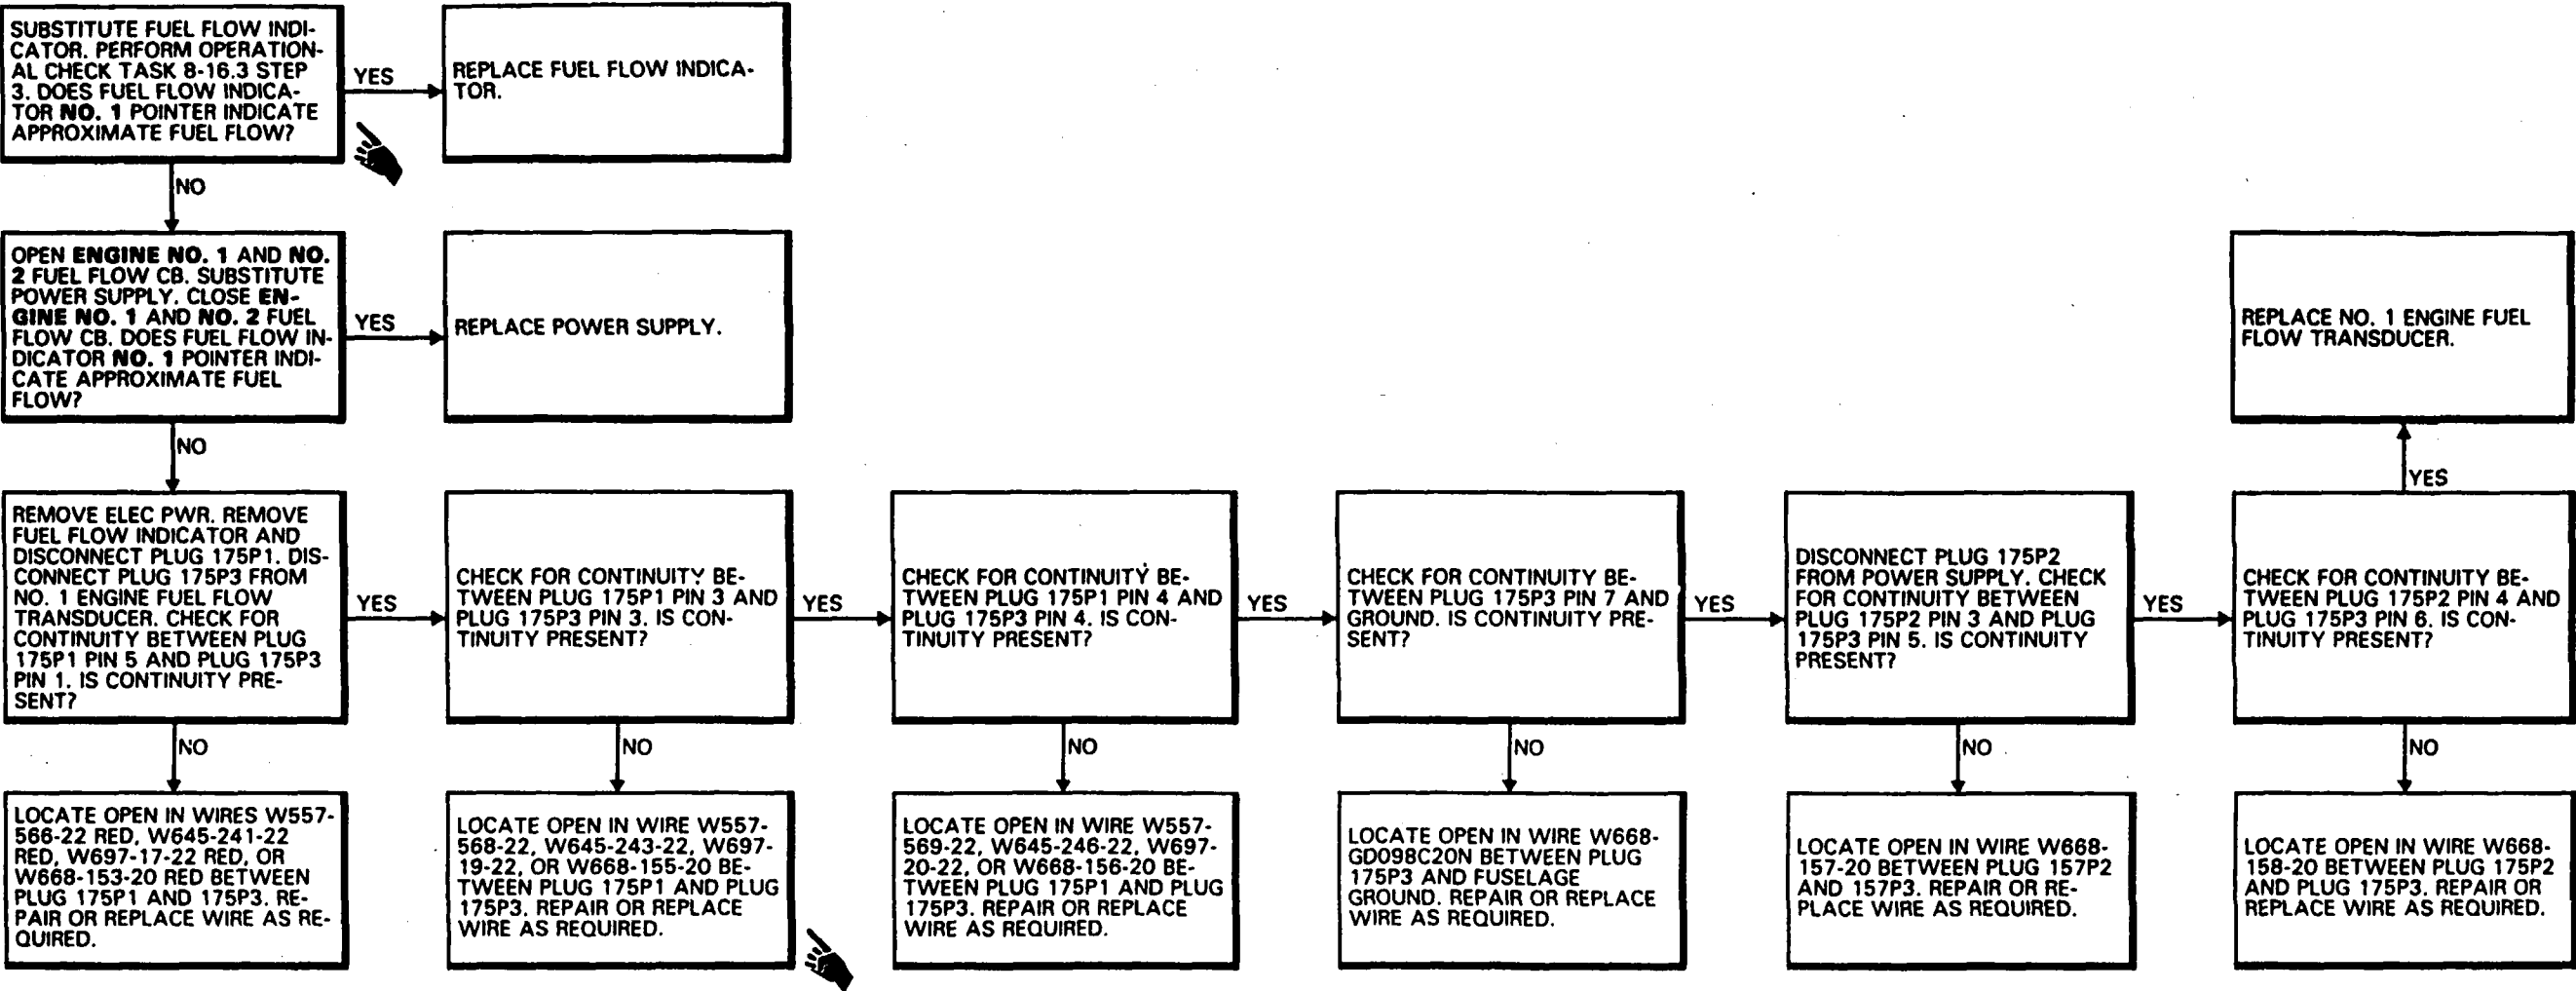 SUBSTITUTE FUEL FLOW INDI-
CATOR. PERFORM OPERATION-
AL CHECK TASK 8-16.3 STEP
3. DOES FUEL FLOW INDICA-
TOR NO. 1 POINTER INDICATE
APPROXIMATE FUEL FLOW?
YES
REPLACE FUEL FLOW INDICA-
TOR.
NO
OPEN ENGINE NO. 1 AND NO.
2 FUEL FLOW CB. SUBSTITUTE
POWER SUPPLY. CLOSE EN-
GINE NO. 1 AND NO. 2 FUEL
FLOW CB. DOES FUEL FLOW IN-
DICATOR NO. 1 POINTER INDI-
CATE APPROXIMATE FUEL
FLOW?
YES
REPLACE POWER SUPPLY.
REPLACE NO. 1 ENGINE FUEL
FLOW TRANSDUCER.
NO
YES
REMOVE ELEC PWR. REMOVE
FUEL FLOW INDICATOR AND
DISCONNECT PLUG 175P1. DIS-
CONNECT PLUG 175P3 FROM
NO. 1 ENGINE FUEL FLOW
TRANSDUCER. CHECK FOR
CONTINUITY BETWEEN PLUG
175P1 PIN 5 AND PLUG 175P3
PIN 1. IS CONTINUITY PRE-
SENT?
YES
CHECK FOR CONTINUITY BE-
TWEEN PLUG 175P1 PIN 3 AND
PLUG 175P3 PIN 3. IS CON-
TINUITY PRESENT?
YES
CHECK FOR CONTINUITY BE-
TWEEN PLUG 175P1 PIN 4 AND
PLUG 175P3 PIN 4. IS CON-
TINUITY PRESENT?
YES
CHECK FOR CONTINUITY BE-
TWEEN PLUG 175P3 PIN 7 AND
GROUND. IS CONTINUITY PRE-
SENT?
YES
DISCONNECT PLUG 175P2
FROM POWER SUPPLY. CHECK
FOR CONTINUITY BETWEEN
PLUG 175P2 PIN 3 AND PLUG
175P3 PIN 5. IS CONTINUITY
PRESENT?
YES
CHECK FOR CONTINUITY BE-
TWEEN PLUG 175P2 PIN 4 AND
PLUG 175P3 PIN 6. IS CON-
TINUITY PRESENT?
NO
NO
NO
NO
NO
NO
LOCATE OPEN IN WIRES W557-
566-22 RED, W645-241-22
RED, W697-17-22 RED, OR
W668-153-20 RED BETWEEN
PLUG 175P1 AND 175P3. RE-
PAIR OR REPLACE WIRE AS RE-
QUIRED.
LOCATE OPEN IN WIRE W557-
568-22, W645-243-22, W697-
19-22, OR W668-155-20 BE-
TWEEN PLUG 175P1 AND PLUG
175P3. REPAIR OR REPLACE
WIRE AS REQUIRED.
LOCATE OPEN IN WIRE W557-
569-22, W645-246-22, W697-
20-22, OR W668-156-20 BE-
TWEEN PLUG 175P1 AND PLUG
175P3. REPAIR OR REPLACE
WIRE AS REQUIRED.
LOCATE OPEN IN WIRE W668-
GD098C20N BETWEEN PLUG
175P3 AND FUSELAGE
GROUND. REPAIR OR REPLACE
WIRE AS REQUIRED.
LOCATE OPEN IN WIRE W668-
157-20 BETWEEN PLUG 157P2
AND 157P3. REPAIR OR RE-
PLACE WIRE AS REQUIRED.
LOCATE OPEN IN WIRE W668-
158-20 BETWEEN PLUG 175P2
AND PLUG 175P3. REPAIR OR
REPLACE WIRE AS REQUIRED.